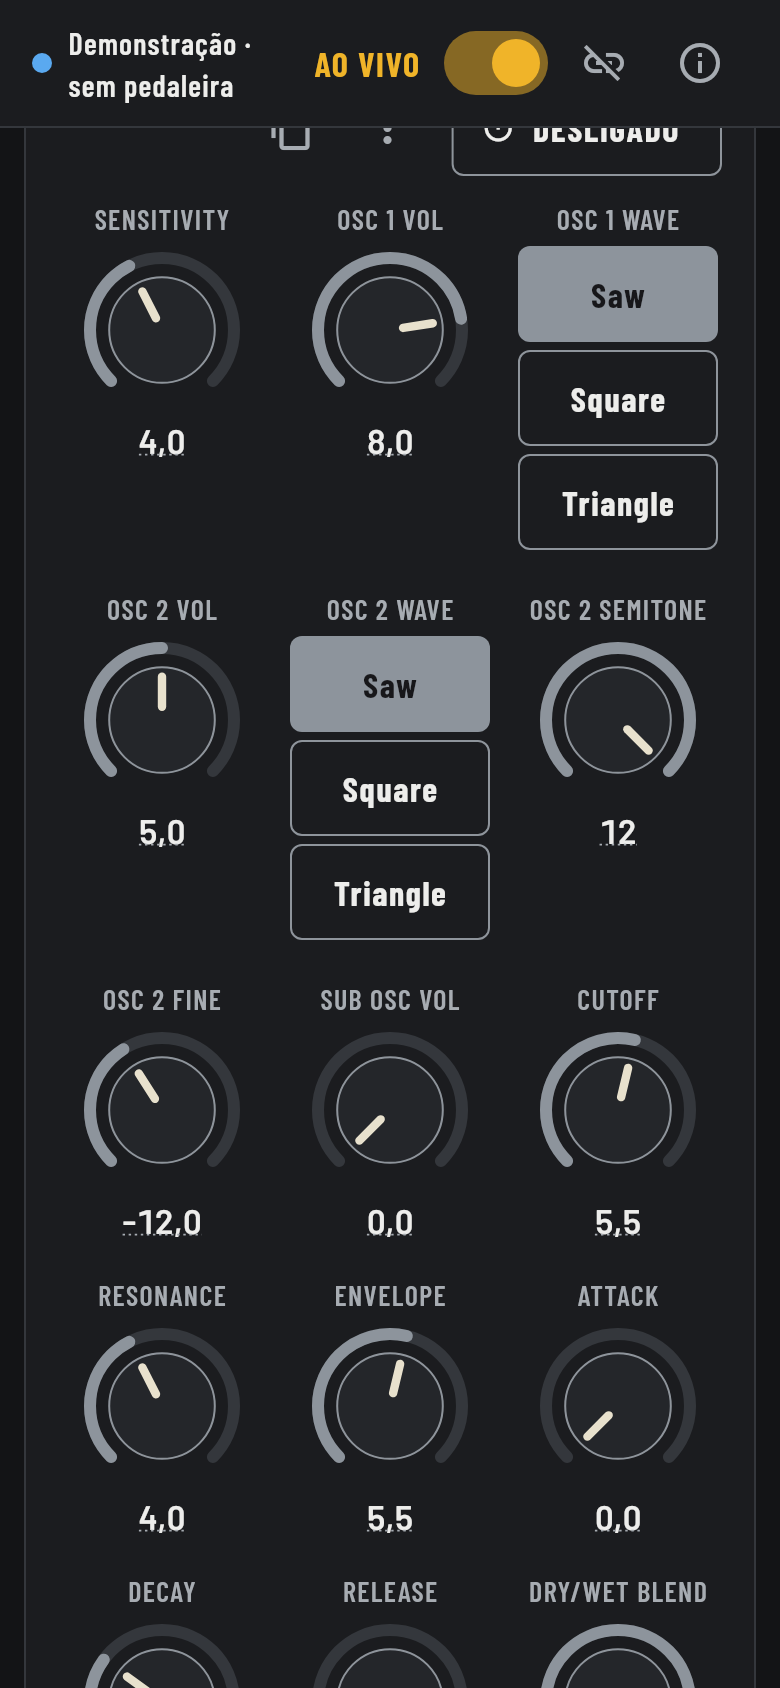 Demonstração ·
sem pedaleira
AO VIVO
DESLIGADO
SENSITIVITY
OSC 1 VOL
OSC 1 WAVE
Saw
Square
Triangle
4,0
8,0
OSC 2 VOL
OSC 2 WAVE
OSC 2 SEMITONE
Saw
Square
Triangle
5,0
12
OSC 2 FINE
SUB OSC VOL
CUTOFF
-12,0
0,0
5,5
RESONANCE
ENVELOPE
ATTACK
4,0
5,5
0,0
DECAY
RELEASE
DRY/WET BLEND